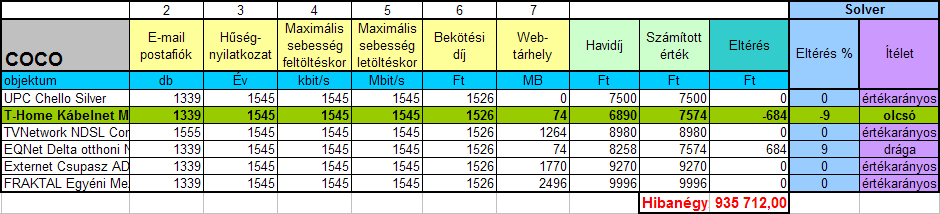 2 3 4 5 6 7 Solver
COCO E-mail postafiók Hűség-nyilatkozat Maximális sebesség feltöltéskor Maximális sebesség letöltéskor Bekötési díj Web-tárhely Havidíj Számított érték Eltérés Eltérés % Ítélet
objektum db Év kbit/s Mbit/s Ft MB Ft Ft Ft
UPC Chello Silver 1339 1545 1545 1545 1526 0 7500 7500 0 0 értékarányos
T-Home Kábelnet M 1339 1545 1545 1545 1526 74 6890 7574 -684 -9 olcsó
TVNetwork NDSL Cor 1555 1545 1545 1545 1526 1264 8980 8980 0 0 értékarányos
EQNet Delta otthoni N 1339 1545 1545 1545 1526 74 8258 7574 684 9 drága
Externet Csupasz AD 1339 1545 1545 1545 1526 1770 9270 9270 0 0 értékarányos
FRAKTAL Egyéni Me 1339 1545 1545 1545 1526 2496 9996 9996 0 0 értékarányos
Hibanégy 935 712,00